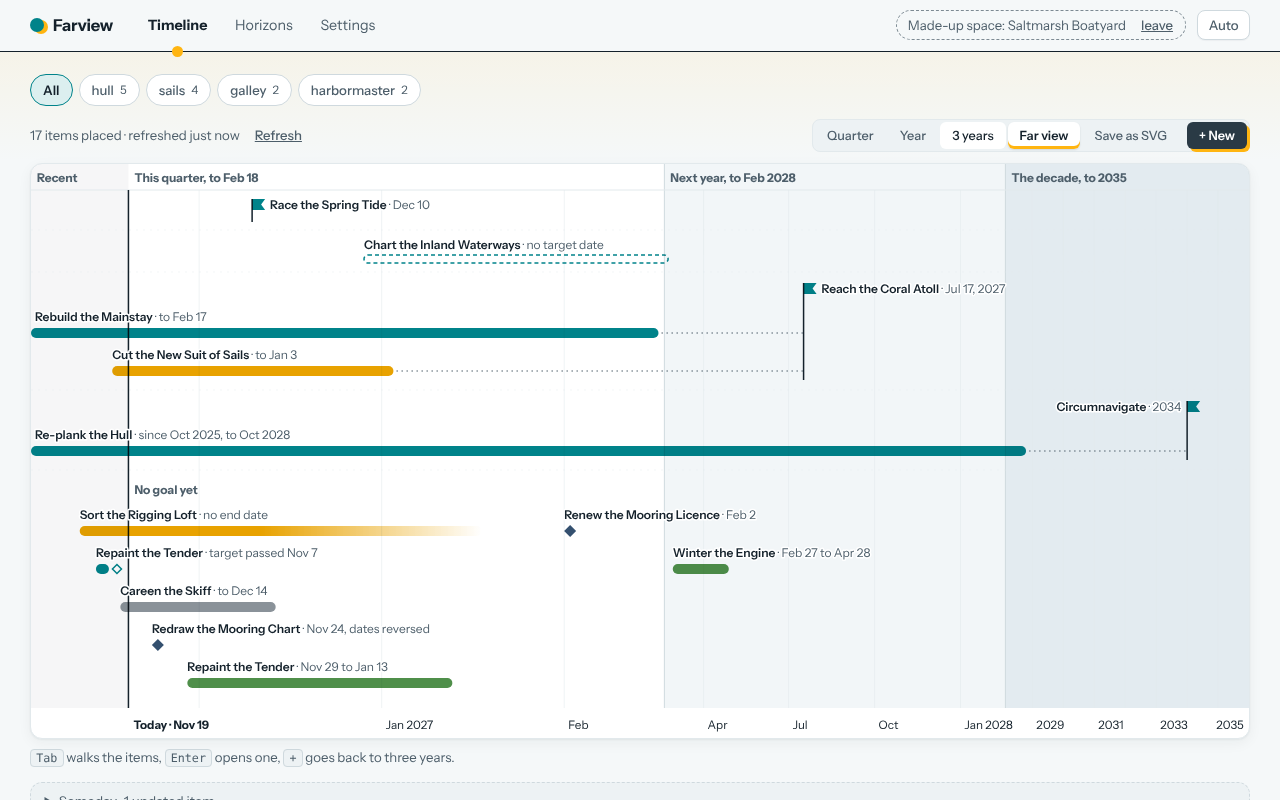 Farview
Timeline
Horizons
Settings
Made-up space: Saltmarsh Boatyard leave
Auto
All
hull 5
sails 4
galley 2
harbormaster 2
17 items placed · refreshed just now Refresh
Quarter
Year
3 years
Far view
Save as SVG
+ New
Recent
This quarter, to Feb 18
Next year, to Feb 2028
The decade, to 2035
Race the Spring Tide · Dec 10
Chart the Inland Waterways · no target date
Reach the Coral Atoll · Jul 17, 2027
Rebuild the Mainstay · to Feb 17
Cut the New Suit of Sails · to Jan 3
Circumnavigate · 2034
Re-plank the Hull · since Oct 2025, to Oct 2028
No goal yet
Sort the Rigging Loft · no end date
Renew the Mooring Licence · Feb 2
Repaint the Tender · target passed Nov 7
Winter the Engine · Feb 27 to Apr 28
Careen the Skiff · to Dec 14
Redraw the Mooring Chart · Nov 24, dates reversed
Repaint the Tender · Nov 29 to Jan 13
Today · Nov 19
Jan 2027
Feb
Apr
Jul
Oct
Jan 2028
2029
2031
2033
2035
Tab walks the items, Enter opens one, + goes back to three years.
Someday, 1 undated item